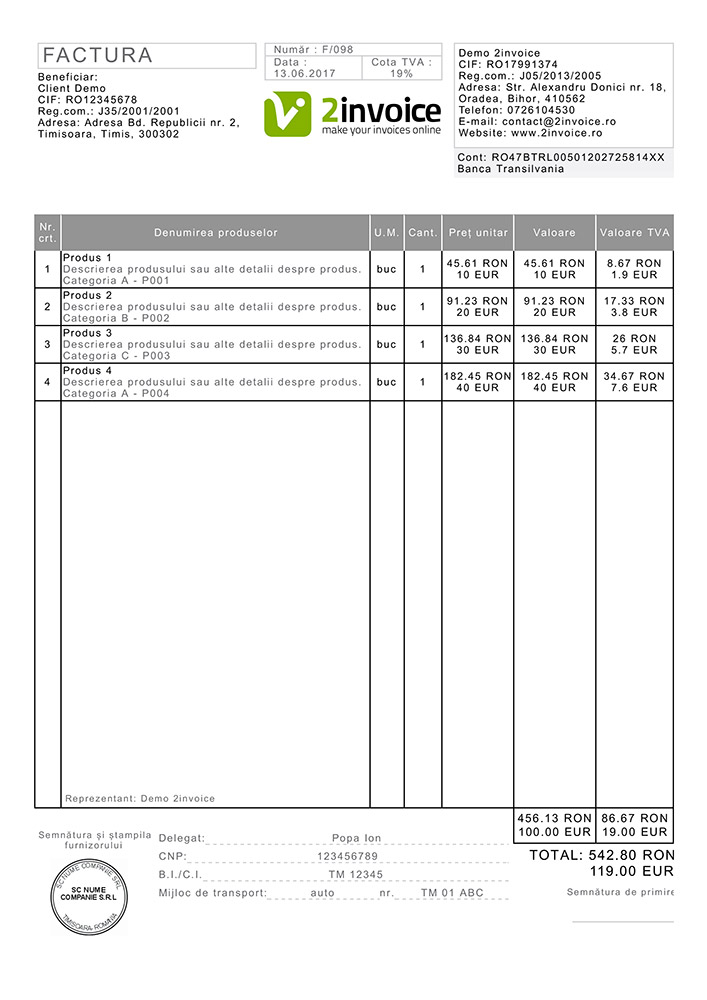 FACTURA
Beneficiar:
Client Demo
CIF: RO12345678
Reg.com.: J35/2001/2001
Adresa: Adresa Bd. Republicii nr. 2,
Timisoara, Timis, 300302
Număr : F/098
Data :
13.06.2017
Cota TVA :
19%
2invoice
make your invoices online
Demo 2invoice
CIF: RO17991374
Reg.com.: J05/2013/2005
Adresa: Str. Alexandru Donici nr. 18,
Oradea, Bihor, 410562
Telefon: 0726104530
E-mail: contact@2invoice.ro
Website: www.2invoice.ro
Cont: RO47BTRL00501202725814XX
Banca Transilvania
Nr. crt. Denumirea produselor U.M. Cant. Preț unitar Valoare Valoare TVA
Produs 1
1 Descrierea produsului sau alte detalii despre produs. buc 1 45.61 RON 45.61 RON 8.67 RON
Categoria A - P001 10 EUR 10 EUR 1.9 EUR
Produs 2
2 Descrierea produsului sau alte detalii despre produs. buc 1 91.23 RON 91.23 RON 17.33 RON
Categoria B - P002 20 EUR 20 EUR 3.8 EUR
Produs 3
3 Descrierea produsului sau alte detalii despre produs. buc 1 136.84 RON 136.84 RON 26 RON
Categoria C - P003 30 EUR 30 EUR 5.7 EUR
Produs 4
4 Descrierea produsului sau alte detalii despre produs. buc 1 182.45 RON 182.45 RON 34.67 RON
Categoria A - P004 40 EUR 40 EUR 7.6 EUR
Reprezentant: Demo 2invoice
456.13 RON 86.67 RON
100.00 EUR 19.00 EUR
Semnătura și ștampila
furnizorului
SC NUME COMPANIE SRL
SC NUME
COMPANIE S.R.L
TIMISOARA-ROMANIA
Delegat: Popa Ion
CNP: 123456789
B.I./C.I. TM 12345
Mijloc de transport: auto nr. TM 01 ABC
TOTAL: 542.80 RON
119.00 EUR
Semnătura de primire